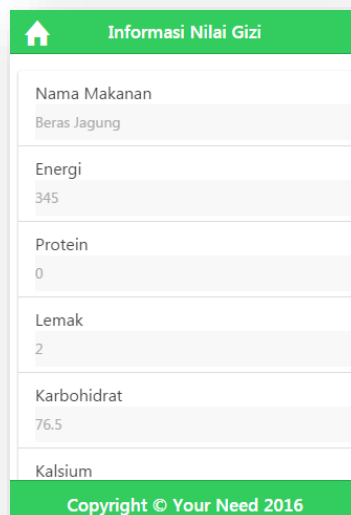 Informasi Nilai Gizi
Nama Makanan
Beras Jagung
Energi
345
Protein
0
Lemak
2
Karbohidrat
76.5
Kalsium
Copyright © Your Need 2016